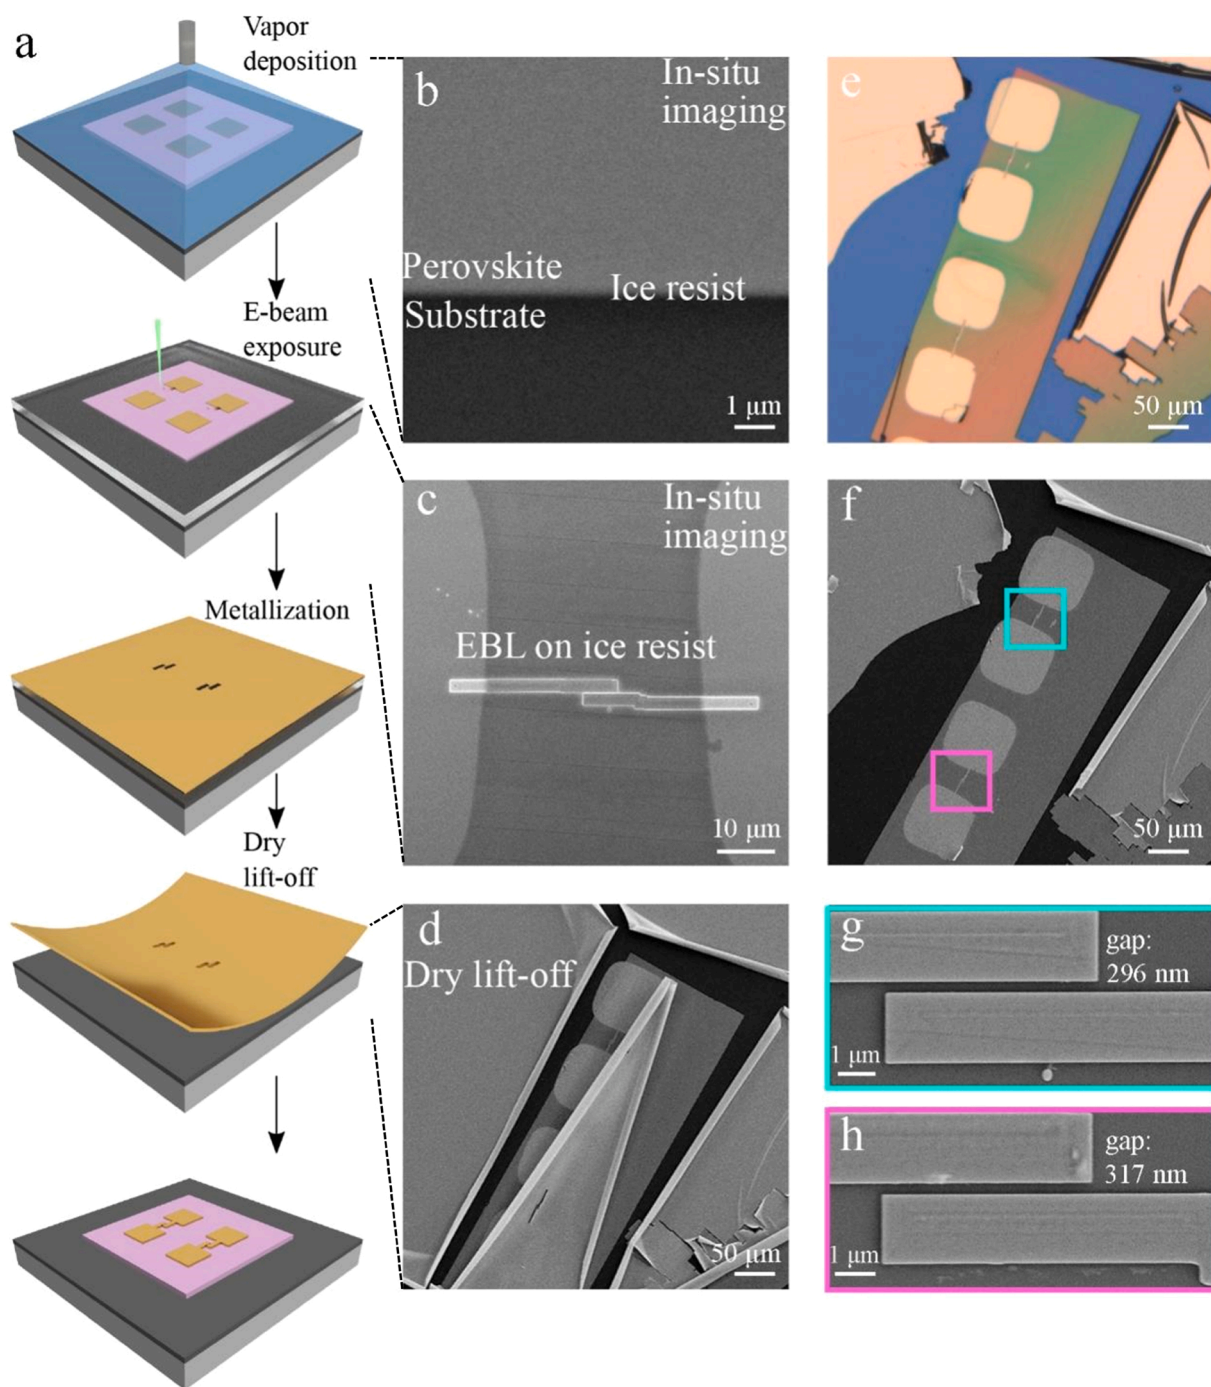 a
Vapor
deposition
E-beam
exposure
Metallization
Dry
lift-off
b
In-situ
imaging
Perovskite
Ice resist
Substrate
1 μm
c
In-situ
imaging
EBL on ice resist
10 μm
d
Dry lift-off
50 μm
e
50 μm
f
50 μm
g
gap:
296 nm
1 μm
h
gap:
317 nm
1 μm